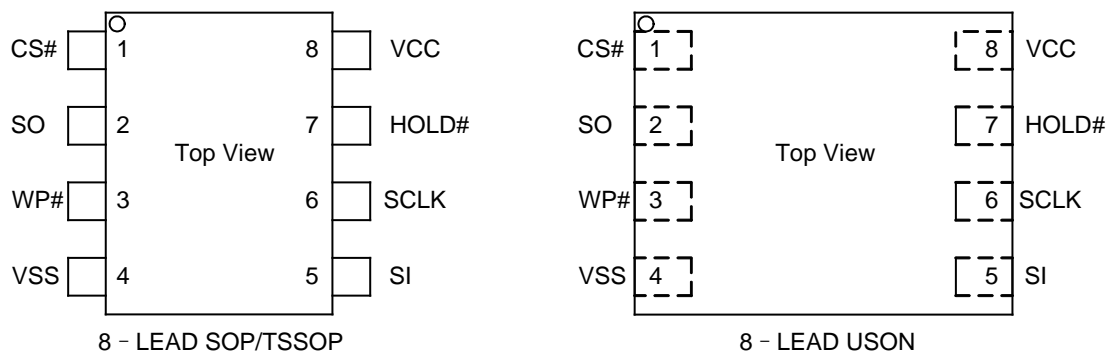 CS# 1 8 VCC
SO 2 7 HOLD#
Top View
WP# 3 6 SCLK
VSS 4 5 SI
8 - LEAD SOP/TSSOP
CS# 1 8 VCC
SO 2 7 HOLD#
Top View
WP# 3 6 SCLK
VSS 4 5 SI
8 - LEAD USON